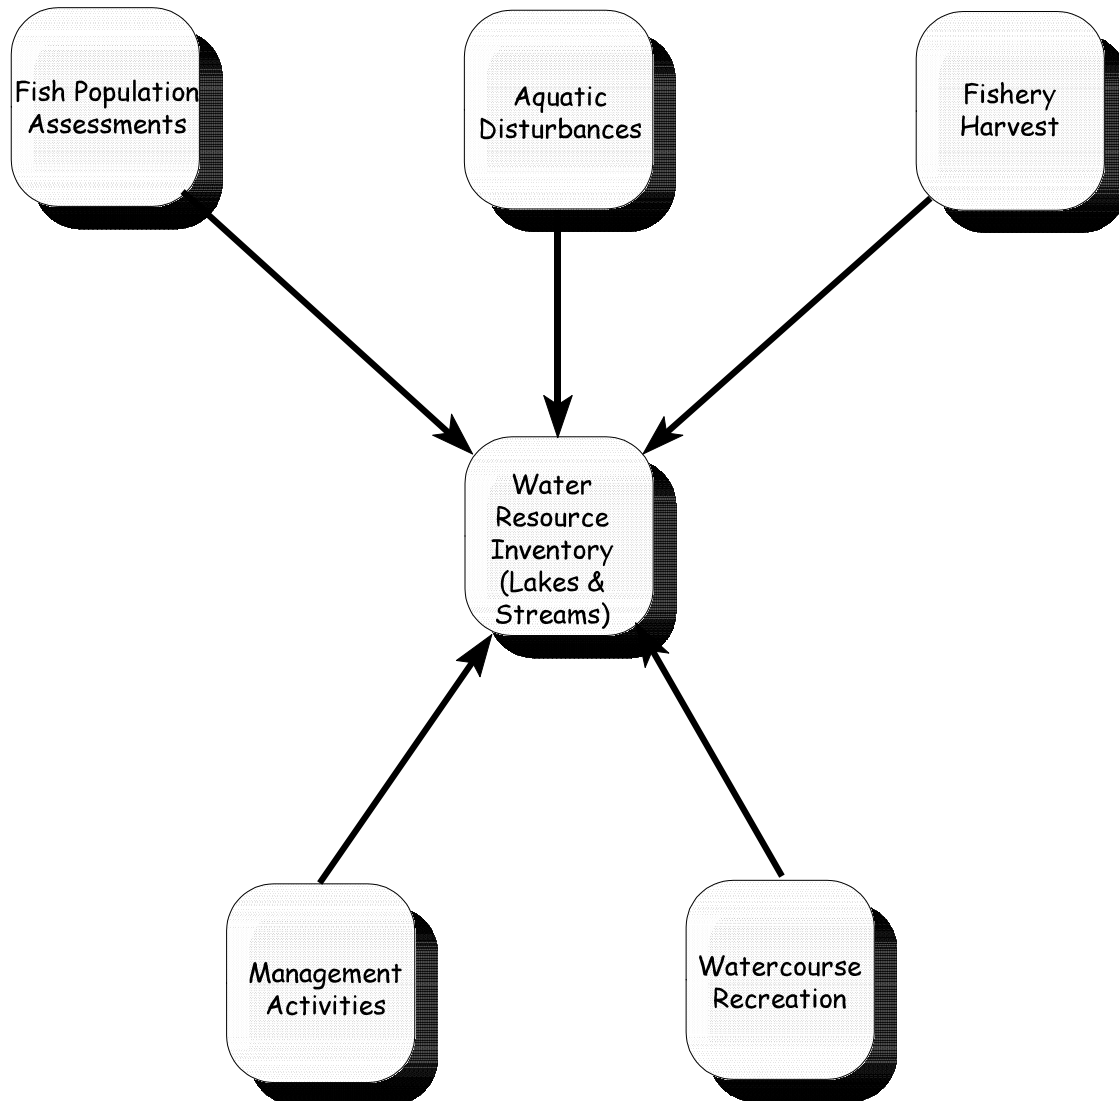 Fish Population
Assessments
Aquatic
Disturbances
Fishery
Harvest
Water
Resource
Inventory
(Lakes &
Streams)
Management
Activities
Watercourse
Recreation